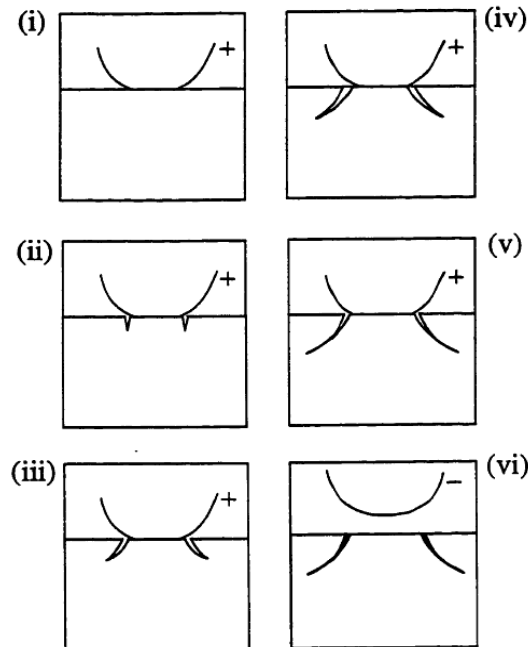 (i)
+
(ii)
+
(iii)
+
(iv)
+
(v)
+
(vi)
−